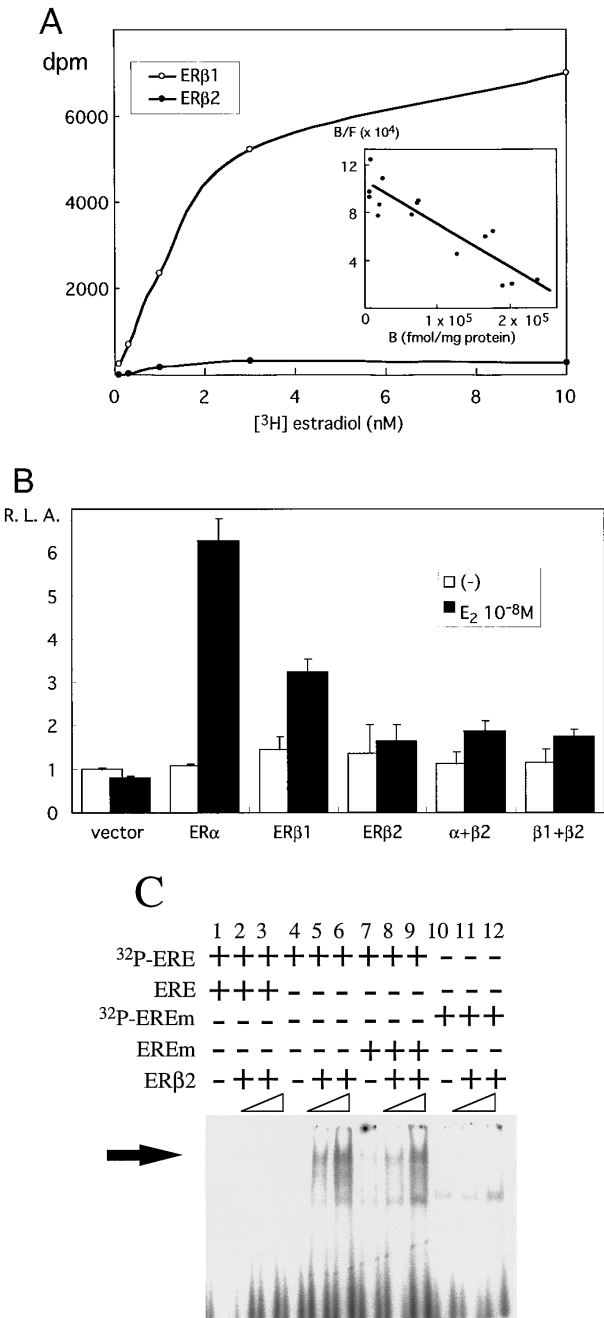 A
dpm
ERβ1
ERβ2
6000
4000
2000
0
0 2 4 6 8 10
[³H] estradiol (nM)
B/F (x 10⁴)
12
8
4
0 1 x 10⁵ 2 x 10⁵
B (fmol/mg protein)
B
R. L. A.
6
5
4
3
2
1
0
(-)
E₂ 10⁻⁸M
vector ERα ERβ1 ERβ2 α+β2 β1+β2
C
1 2 3 4 5 6 7 8 9 10 11 12
³²P-ERE + + + + + + + + + - - -
ERE + + + - - - - - - - - -
³²P-EREm - - - - - - - - - + + +
EREm - - - - - - + + + - - -
ERβ2 - + + - + + - + + - + +